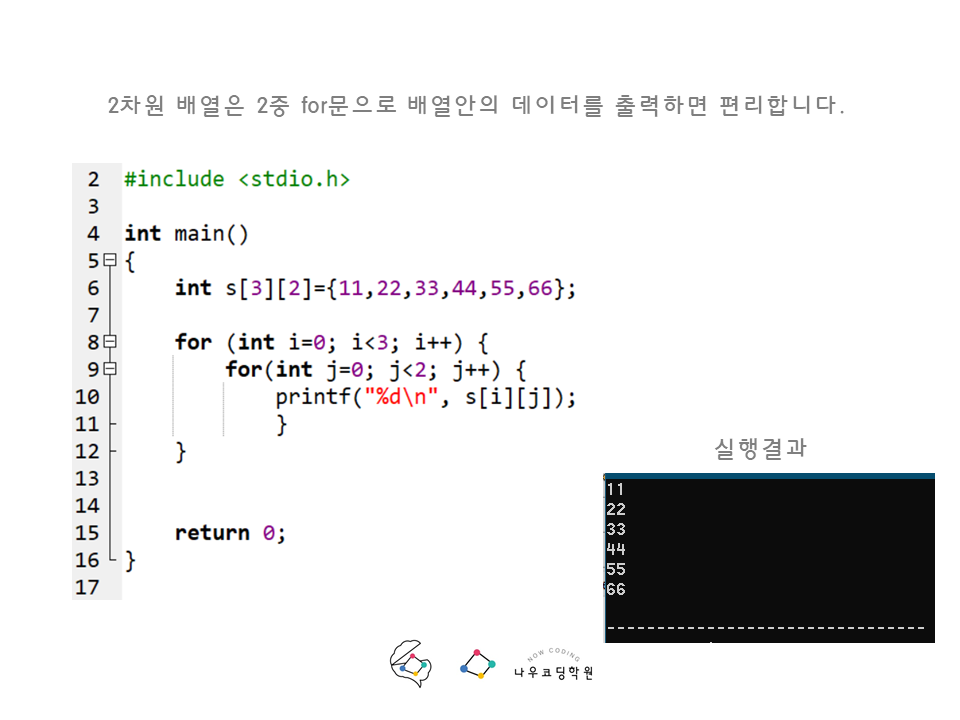 2차원 배열은 2중 for문으로 배열안의 데이터를 출력하면 편리합니다.
2 #include <stdio.h>
3
4 int main()
5 {
6 int s[3][2]={11,22,33,44,55,66};
7
8 for (int i=0; i<3; i++) {
9 for(int j=0; j<2; j++) {
10 printf("%d\n", s[i][j]);
11 }
12 }
13
14
15 return 0;
16 }
17
실행결과
11
22
33
44
55
66
--------------------------------
NOW CODING
나우코딩학원